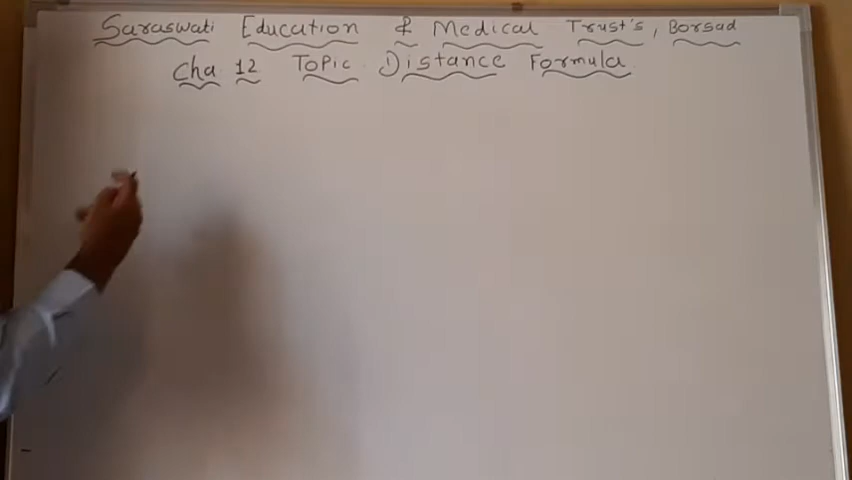 Saraswati Education & Medical Trust's, Borsad
Cha 12 Topic Distance Formula